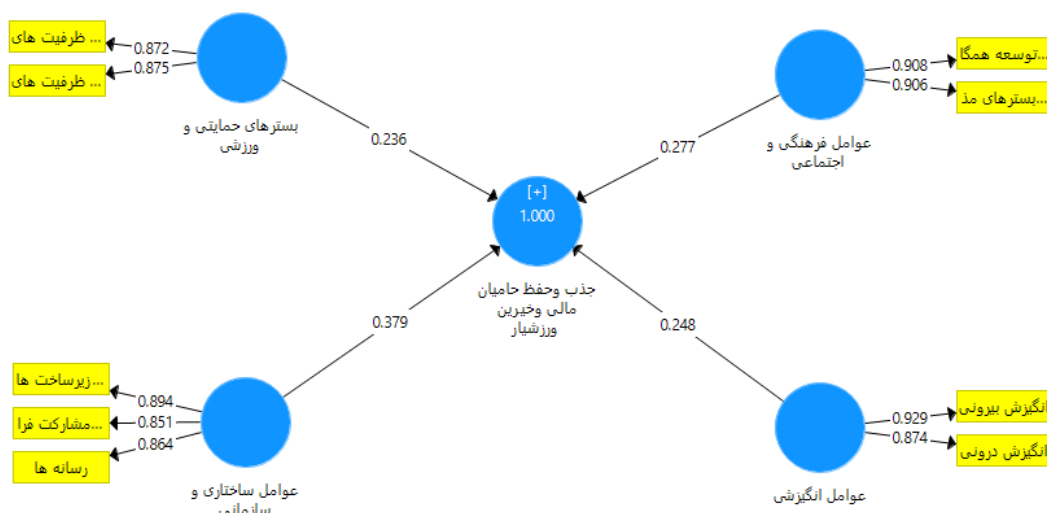 ظرفیت های ...
0.872
ظرفیت های ...
0.875
بسترهای حمایتی و
ورزشی
0.236
توسعه همگا...
0.908
بسترهای مذ...
0.906
عوامل فرهنگی و
اجتماعی
0.277
[+]
1.000
جذب وحفظ حامیان
مالی وخیرین
ورزشیار
0.379
0.248
زیرساخت ها...
0.894
مشارکت فرا...
0.851
رسانه ها
0.864
عوامل ساختاری و
سازمانی
انگیزش بیرونی
0.929
انگیزش درونی
0.874
عوامل انگیزشی